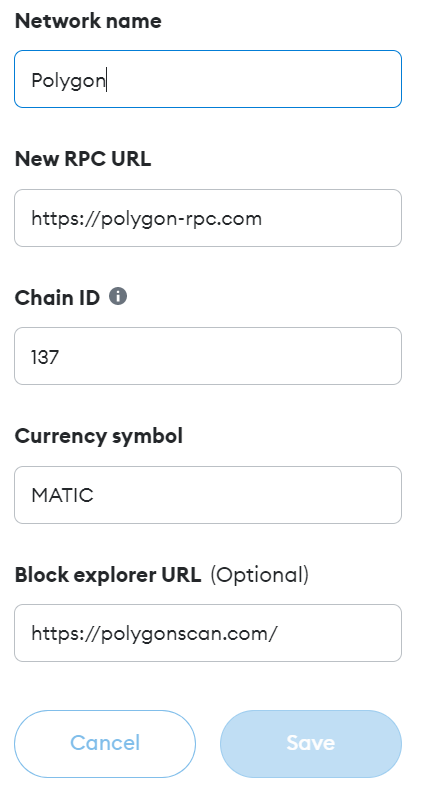 Network name
Polygon
New RPC URL
https://polygon-rpc.com
Chain ID
137
Currency symbol
MATIC
Block explorer URL (Optional)
https://polygonscan.com/
Cancel Save